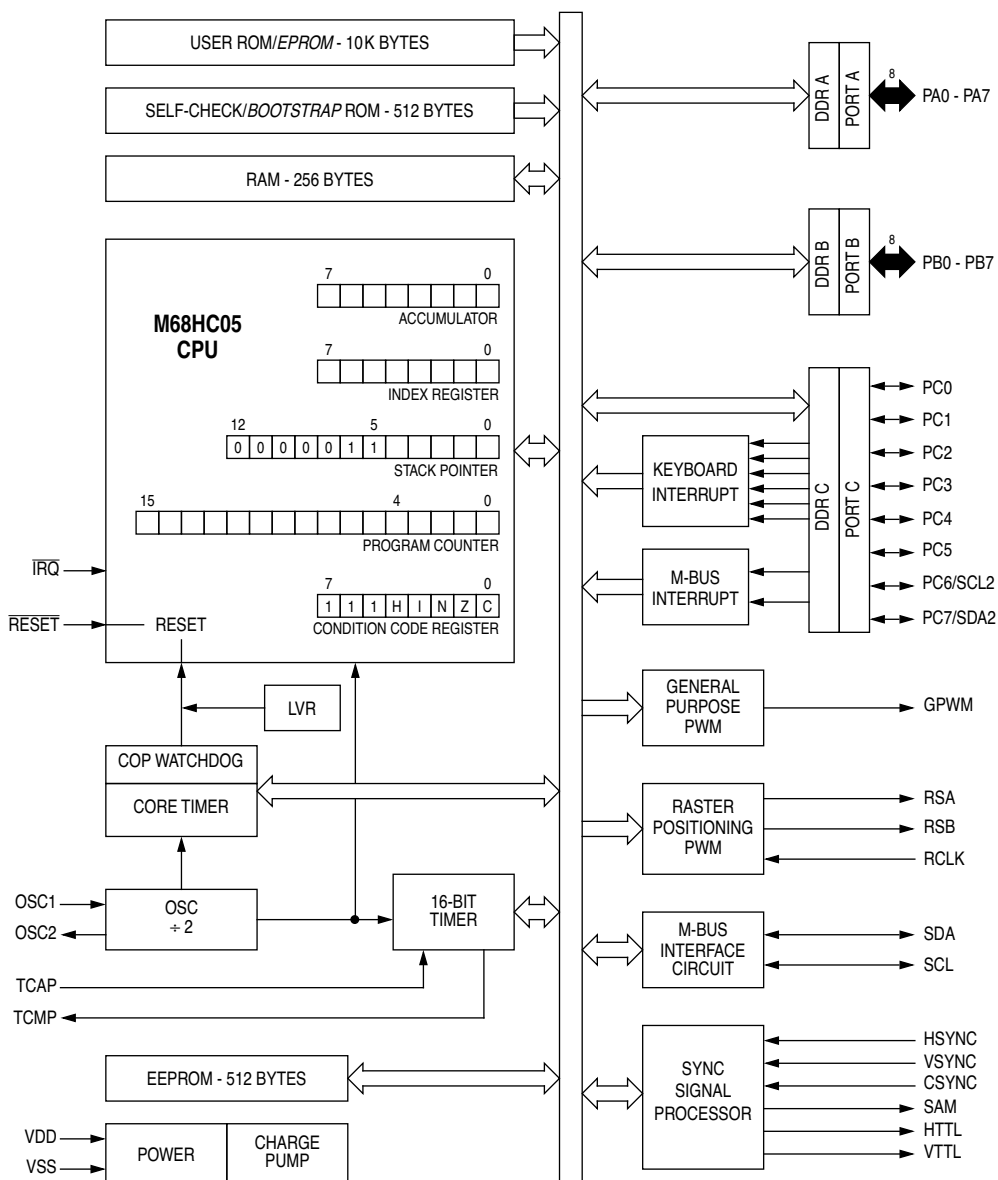 USER ROM/EPROM - 10K BYTES
SELF-CHECK/BOOTSTRAP ROM - 512 BYTES
RAM - 256 BYTES
M68HC05
CPU
7 0
ACCUMULATOR
7 0
INDEX REGISTER
12 5 0
0 0 0 0 0 1 1
STACK POINTER
15 4 0
PROGRAM COUNTER
7 0
1 1 1 H I N Z C
CONDITION CODE REGISTER
IRQ
RESET
RESET
LVR
COP WATCHDOG
CORE TIMER
OSC1
OSC2
OSC
÷ 2
16-BIT
TIMER
TCAP
TCMP
EEPROM - 512 BYTES
VDD
VSS
POWER
CHARGE
PUMP
DDR A
PORT A
8
PA0 - PA7
DDR B
PORT B
8
PB0 - PB7
KEYBOARD
INTERRUPT
M-BUS
INTERRUPT
DDR C
PORT C
PC0
PC1
PC2
PC3
PC4
PC5
PC6/SCL2
PC7/SDA2
GENERAL
PURPOSE
PWM
GPWM
RASTER
POSITIONING
PWM
RSA
RSB
RCLK
M-BUS
INTERFACE
CIRCUIT
SDA
SCL
SYNC
SIGNAL
PROCESSOR
HSYNC
VSYNC
CSYNC
SAM
HTTL
VTTL